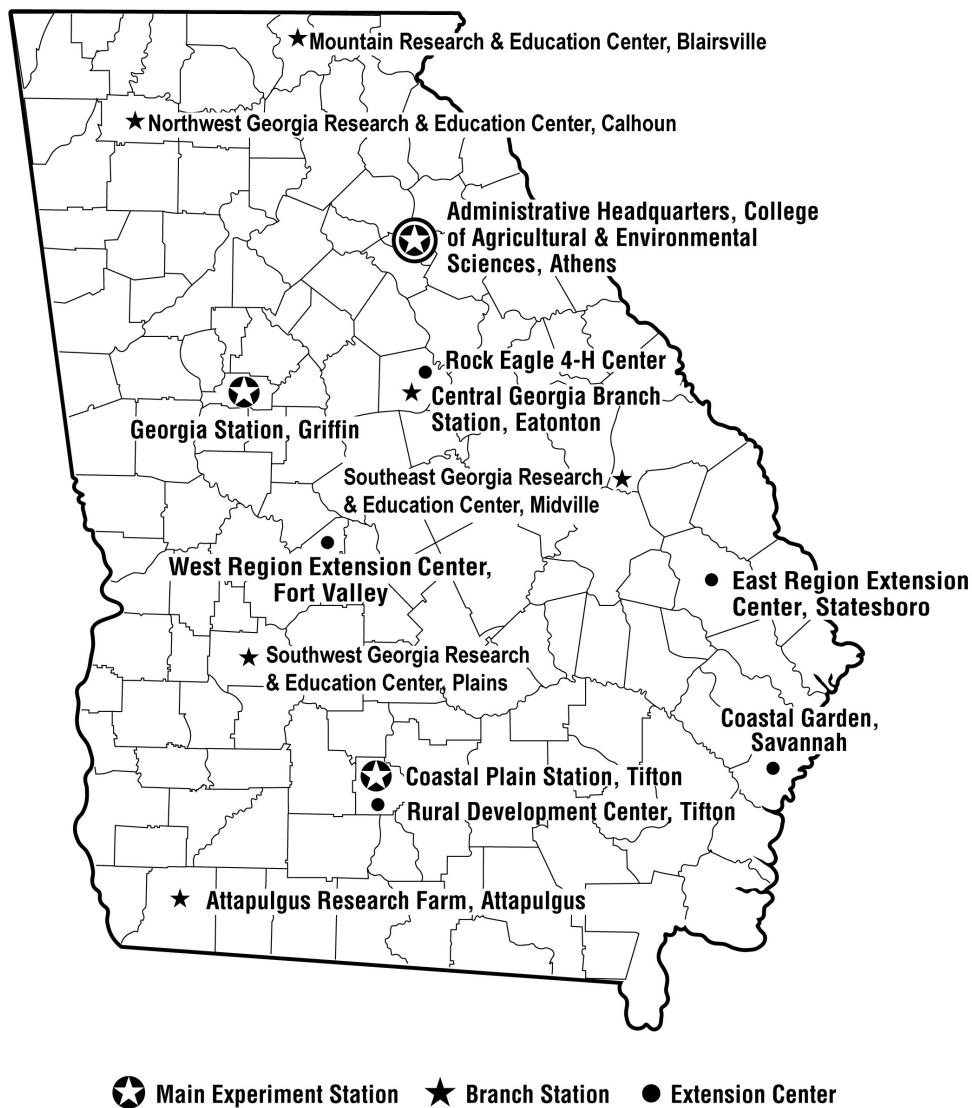 Mountain Research & Education Center, Blairsville
Northwest Georgia Research & Education Center, Calhoun
Administrative Headquarters, College
of Agricultural & Environmental
Sciences, Athens
Rock Eagle 4-H Center
Central Georgia Branch
Station, Eatonton
Georgia Station, Griffin
Southeast Georgia Research
& Education Center, Midville
West Region Extension Center,
Fort Valley
East Region Extension
Center, Statesboro
Southwest Georgia Research
& Education Center, Plains
Coastal Garden,
Savannah
Coastal Plain Station, Tifton
Rural Development Center, Tifton
Attapulgus Research Farm, Attapulgus
Main Experiment Station
Branch Station
Extension Center